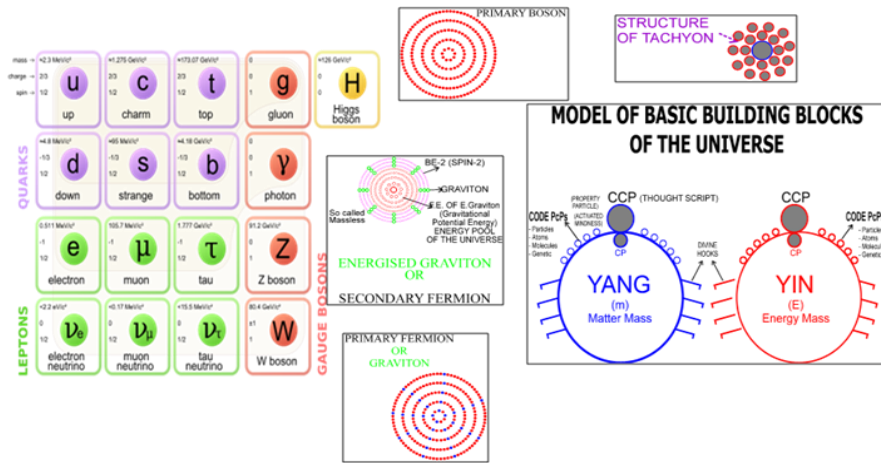 mass → ≈2.3 MeV/c²
charge → 2/3
spin → 1/2
u
up
≈1.275 GeV/c²
2/3
1/2
c
charm
≈173.07 GeV/c²
2/3
1/2
t
top
0
0
1
g
gluon
≈126 GeV/c²
0
0
H
Higgs
boson
QUARKS
≈4.8 MeV/c²
-1/3
1/2
d
down
≈95 MeV/c²
-1/3
1/2
s
strange
≈4.18 GeV/c²
-1/3
1/2
b
bottom
0
0
1
γ
photon
LEPTONS
0.511 MeV/c²
-1
1/2
e
electron
105.7 MeV/c²
-1
1/2
μ
muon
1.777 GeV/c²
-1
1/2
τ
tau
91.2 GeV/c²
0
1
Z
Z boson
<2.2 eV/c²
0
1/2
νe
electron
neutrino
<0.17 MeV/c²
0
1/2
νμ
muon
neutrino
<15.5 MeV/c²
0
1/2
ντ
tau
neutrino
80.4 GeV/c²
±1
1
W
W boson
GAUGE BOSONS
PRIMARY BOSON
STRUCTURE
OF TACHYON
BE-2 (SPIN-2)
GRAVITON
So called
Massless
E.E. OF E.Graviton
(Gravitational
Potential Energy)
ENERGY POOL
OF THE UNIVERSE
ENERGISED GRAVITON
OR
SECONDARY FERMION
PRIMARY FERMION
OR
GRAVITON
MODEL OF BASIC BUILDING BLOCKS
OF THE UNIVERSE
CCP (THOUGHT SCRIPT)
CCP
(PROPERTY
PARTICLE)
(ACTIVATED
MINDNESS)
CODE PcPs
- Particles
- Atoms
- Molecules
- Genetic
CP
YANG
(m)
Matter Mass
DIVINE
HOOKS
CP
YIN
(E)
Energy Mass
CODE PcP
- Particle
- Atoms
- Molecu
- Genetic